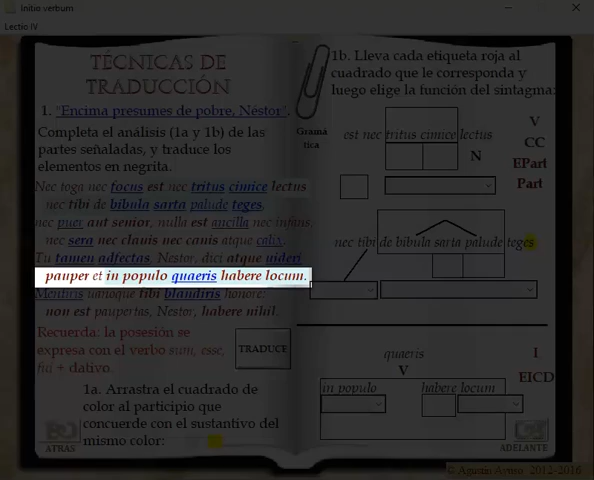 Initio verbum
Lectio IV
TÉCNICAS DE
TRADUCCIÓN
1. "Encima presumes de pobre, Néstor".
Completa el análisis (1a y 1b) de las
partes señaladas, y traduce los
elementos en negrita.
Nec toga nec focus est nec tritus cimice lectus
nec tibi de bibula sarta palude teges,
nec puer aut senior, nulla est ancilla nec infans,
nec sera nec clauis nec canis atque calix.
Tu tamen adfectas, Nestor, dici atque uideri
pauper et in populo quaeris habere locum.
Mentiris uanoque tibi blandiris honore:
non est paupertas, Nestor, habere nihil.
Recuerda: la posesión se
expresa con el verbo sum, esse,
fui + dativo.
TRADUCE
1a. Arrastra el cuadrado de
color al participio que
concuerde con el sustantivo del
mismo color:
ATRÁS
1b. Lleva cada etiqueta roja al
cuadrado que le corresponda y
luego elige la función del sintagma:
Gramá
tica
est nec tritus cimice lectus
N
V
CC
EPart
Part
nec tibi de bibula sarta palude teges
quaeris
V
in populo habere locum
I
EICD
ADELANTE
© Agustín Ayuso 2012-2016